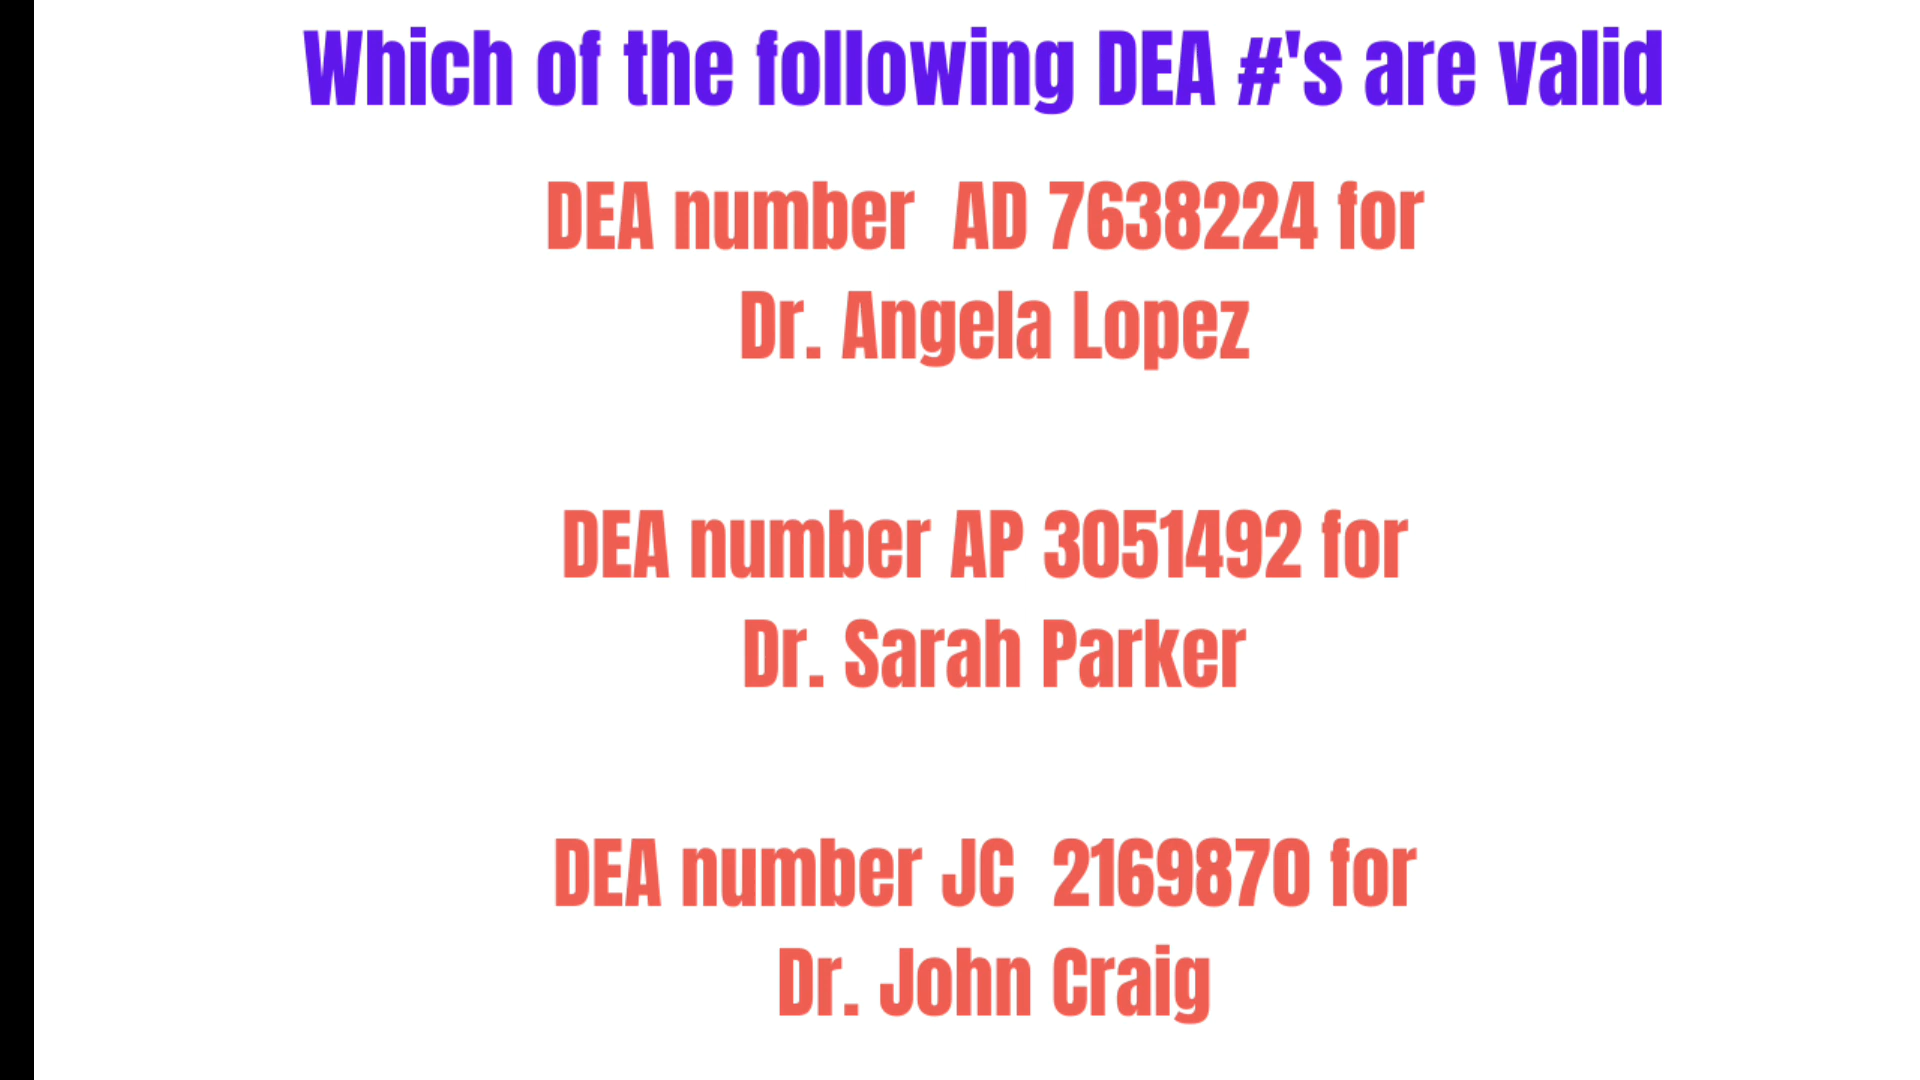 Which of the following DEA #'s are valid
DEA number AD 7638224 for
Dr. Angela Lopez
DEA number AP 3051492 for
Dr. Sarah Parker
DEA number JC 2169870 for
Dr. John Craig